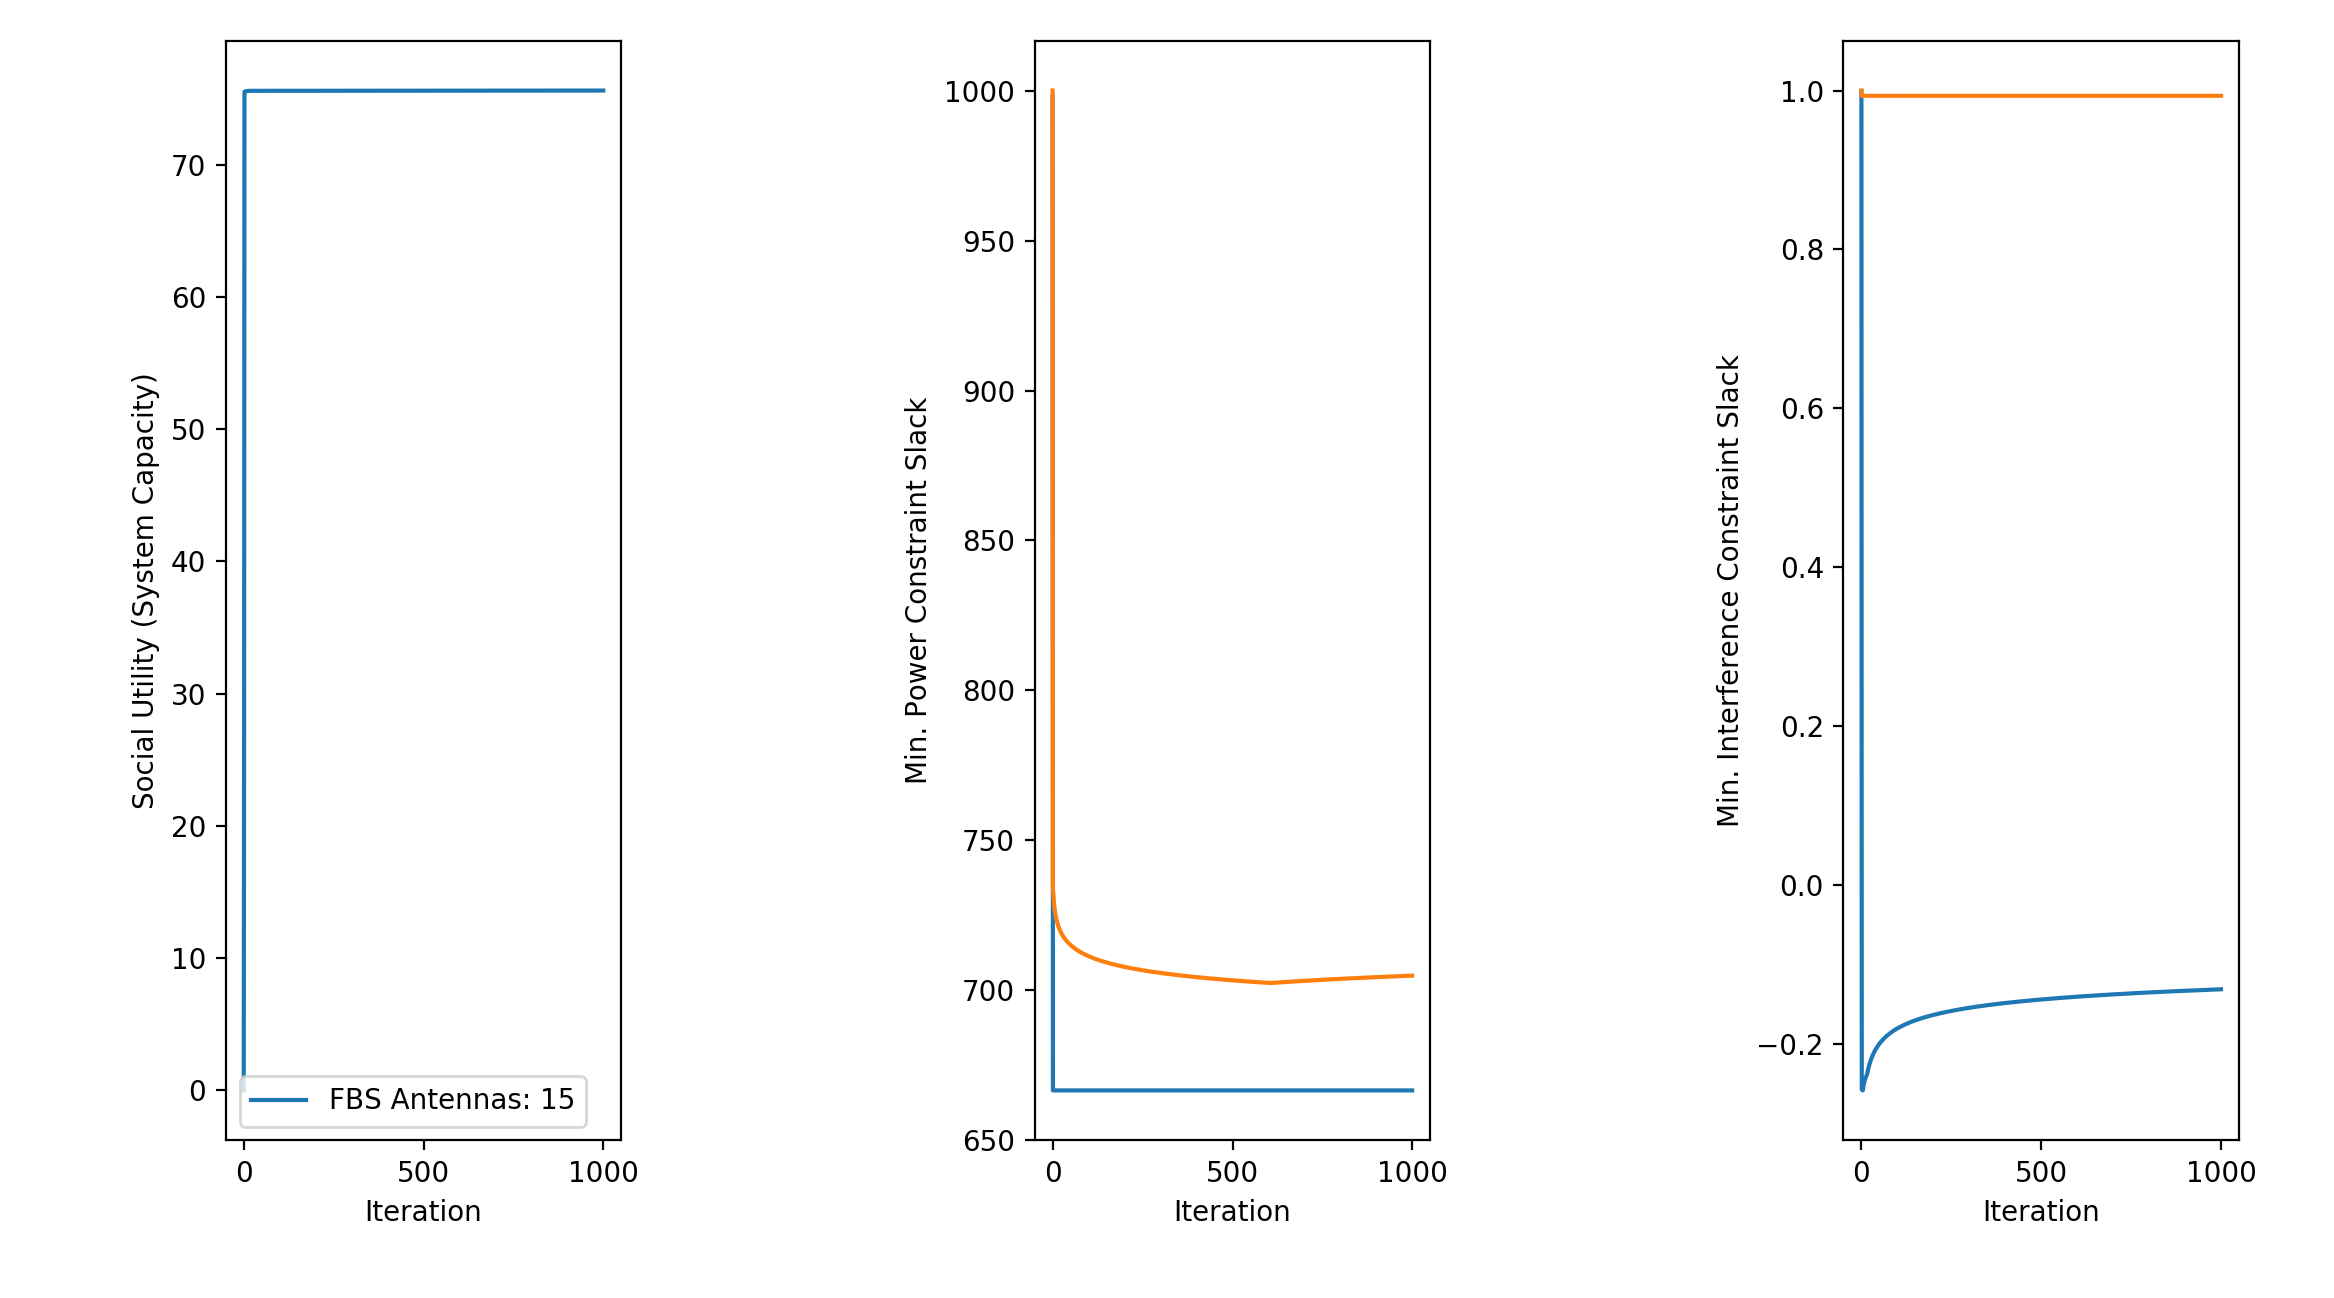 Social Utility (System Capacity)
70
60
50
40
30
20
10
0
FBS Antennas: 15
0 500 1000
Iteration
Min. Power Constraint Slack
1000
950
900
850
800
750
700
650
0 500 1000
Iteration
Min. Interference Constraint Slack
1.0
0.8
0.6
0.4
0.2
0.0
−0.2
0 500 1000
Iteration